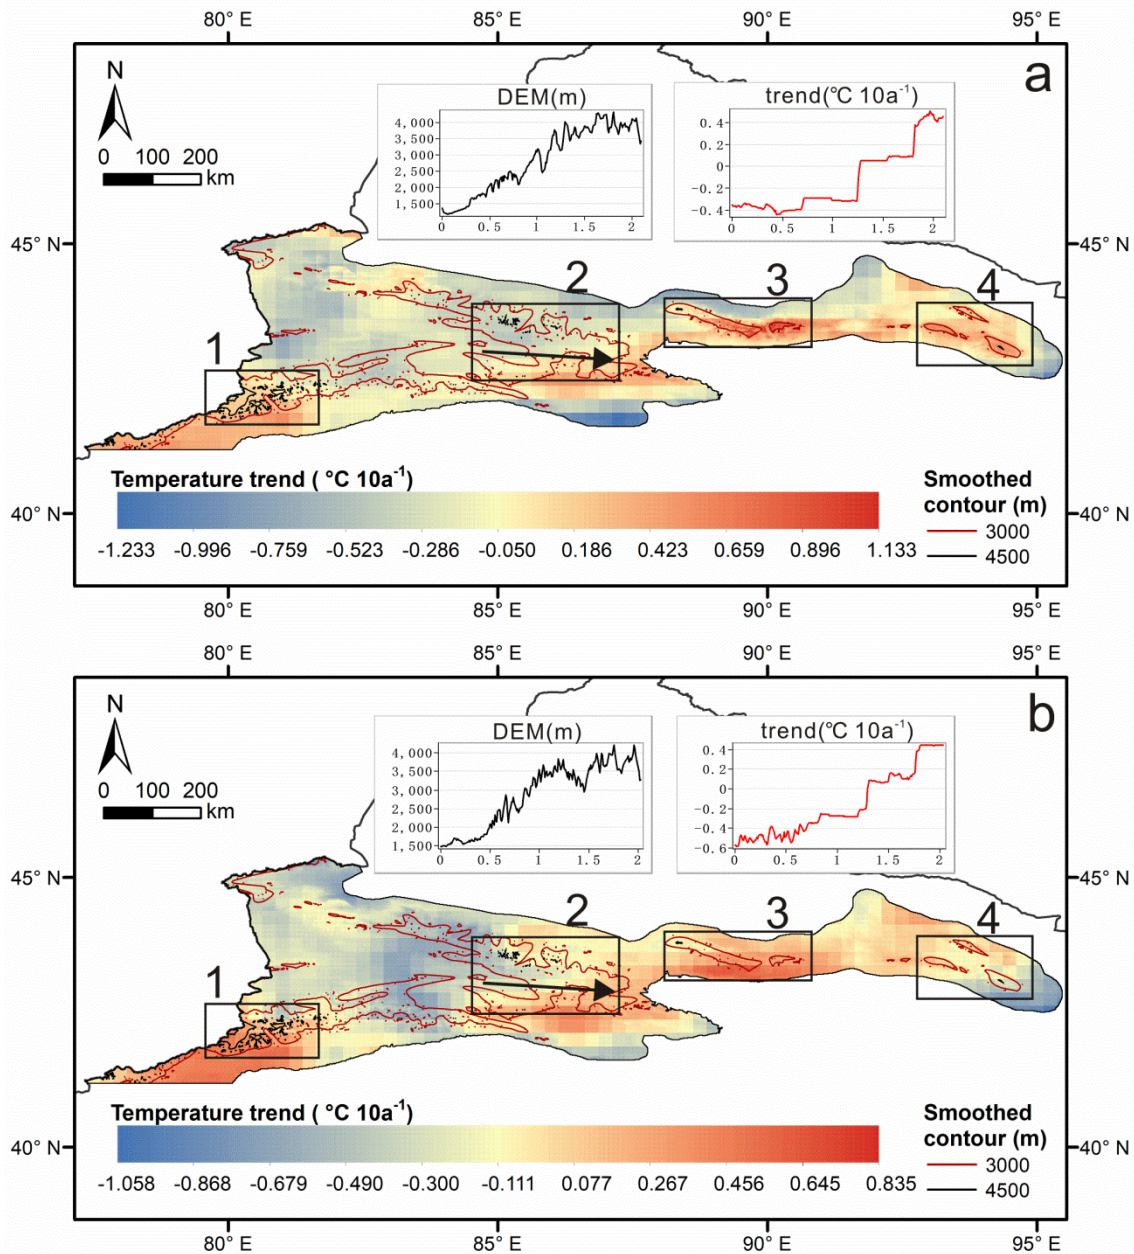 80° E 85° E 90° E 95° E
a
N
0 100 200
km
DEM(m)
4,000
3,500
3,000
2,500
2,000
1,500
0 0.5 1 1.5 2
trend(℃ 10a⁻¹)
0.4
0.2
0
-0.2
-0.4
0 0.5 1 1.5 2
45° N 45° N
1 2 3 4
Temperature trend ( °C 10a⁻¹)
-1.233 -0.996 -0.759 -0.523 -0.286 -0.050 0.186 0.423 0.659 0.896 1.133
Smoothed
contour (m)
3000
4500
40° N 40° N
80° E 85° E 90° E 95° E
80° E 85° E 90° E 95° E
b
N
0 100 200
km
DEM(m)
4,000
3,500
3,000
2,500
2,000
1,500
0 0.5 1 1.5 2
trend(℃ 10a⁻¹)
0.4
0.2
0
-0.2
-0.4
-0.6
0 0.5 1 1.5 2
45° N 45° N
1 2 3 4
Temperature trend ( °C 10a⁻¹)
-1.058 -0.868 -0.679 -0.490 -0.300 -0.111 0.077 0.267 0.456 0.645 0.835
Smoothed
contour (m)
3000
4500
40° N 40° N
80° E 85° E 90° E 95° E